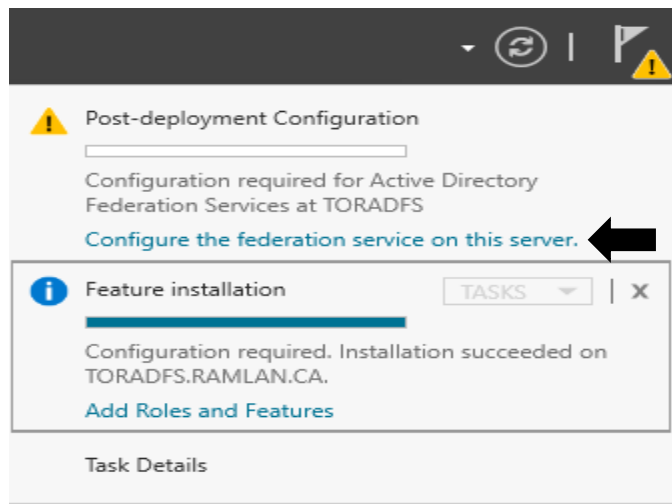 Post-deployment Configuration
Configuration required for Active Directory
Federation Services at TORADFS
Configure the federation service on this server.
Feature installation
TASKS
Configuration required. Installation succeeded on
TORADFS.RAMLAN.CA.
Add Roles and Features
Task Details